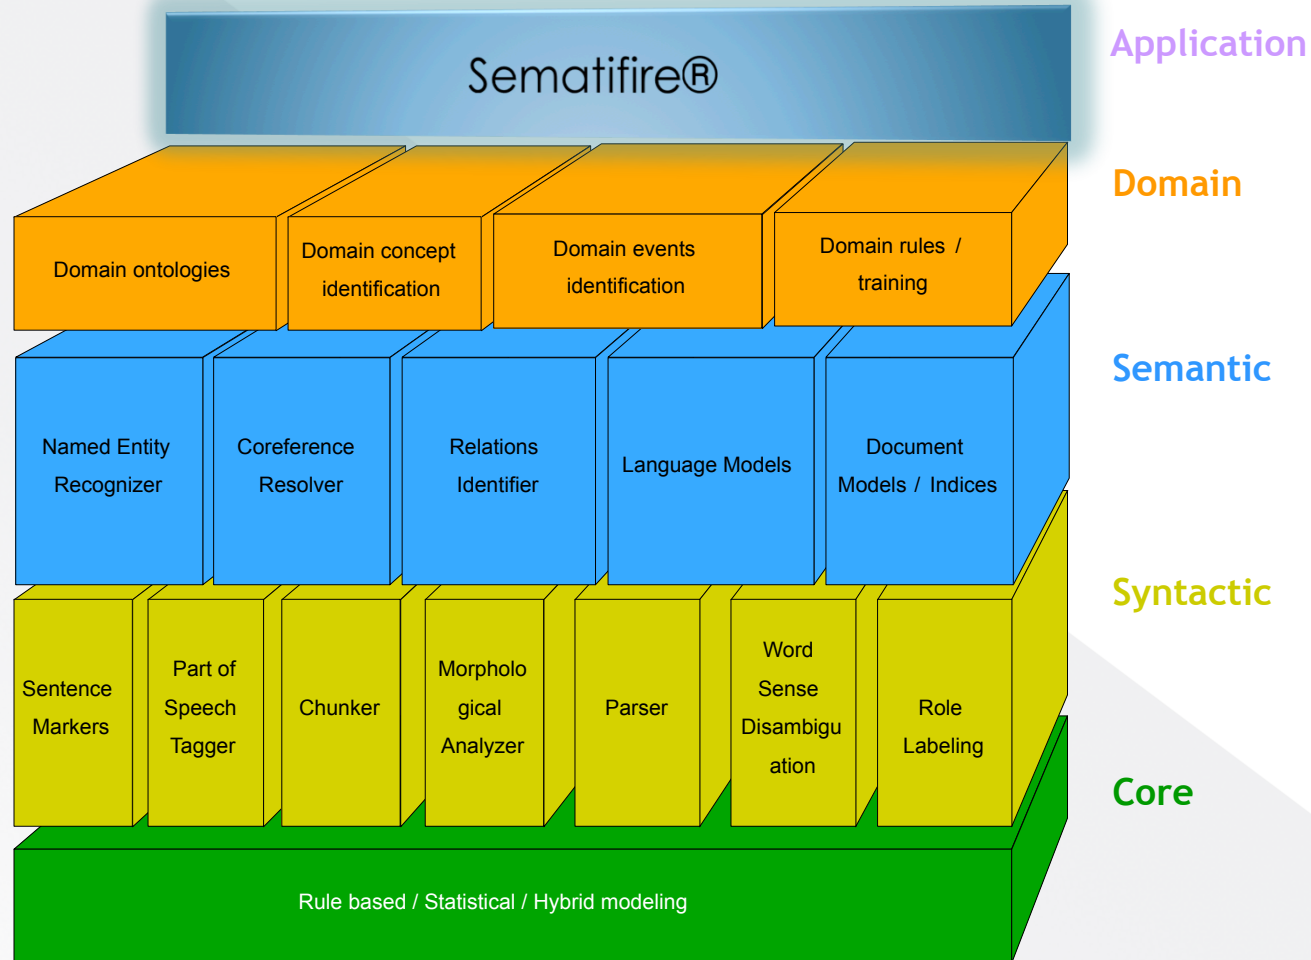 Sematifire®
Application
Domain
Domain ontologies
Domain concept
identification
Domain events
identification
Domain rules /
training
Semantic
Named Entity
Recognizer
Coreference
Resolver
Relations
Identifier
Language Models
Document
Models / Indices
Syntactic
Sentence
Markers
Part of
Speech
Tagger
Chunker
Morpholo
gical
Analyzer
Parser
Word
Sense
Disambigu
ation
Role
Labeling
Core
Rule based / Statistical / Hybrid modeling